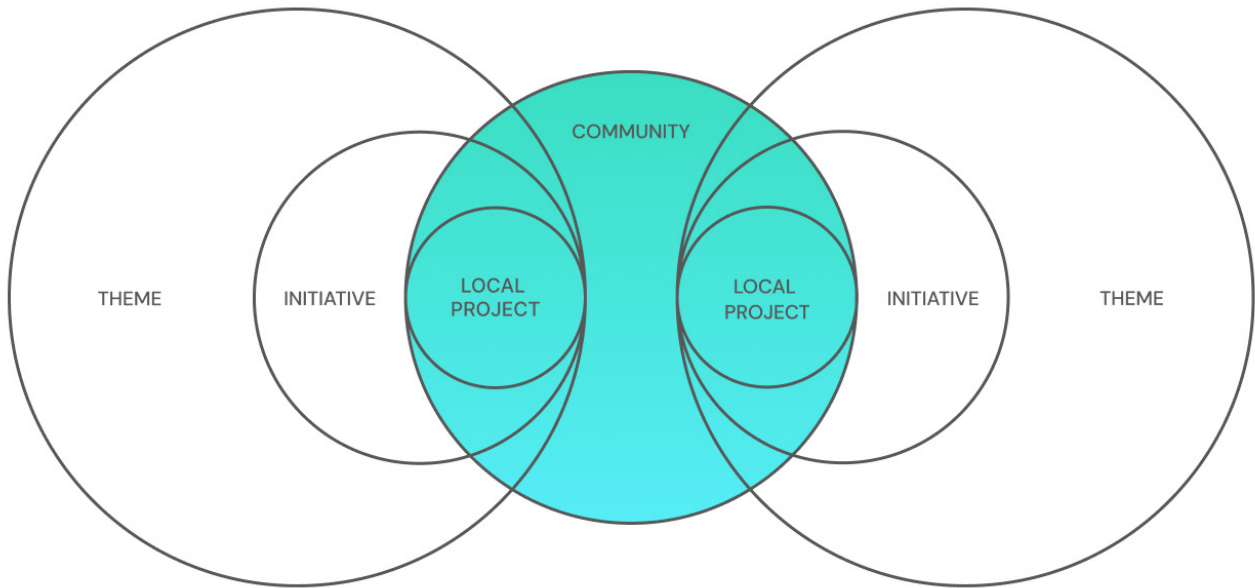 COMMUNITY
THEME
INITIATIVE
LOCAL
PROJECT
LOCAL
PROJECT
INITIATIVE
THEME